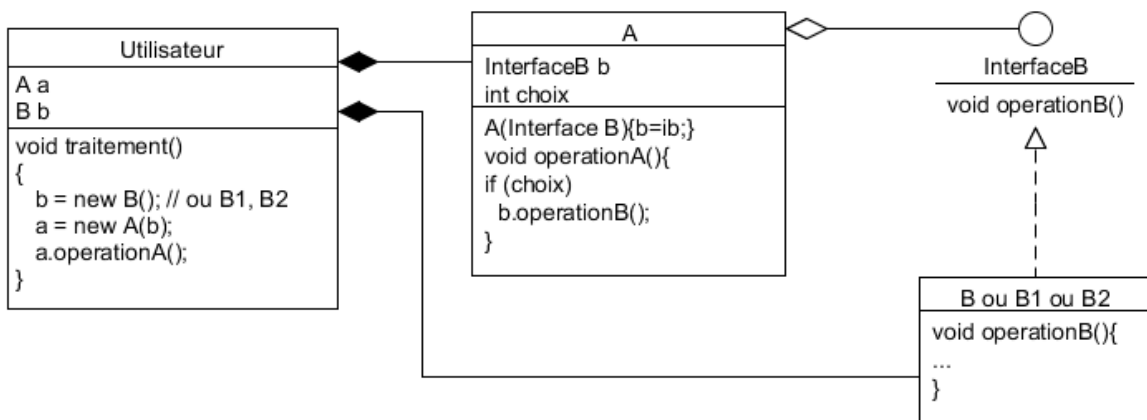 Utilisateur
A a
B b
void traitement()
{
b = new B(); // ou B1, B2
a = new A(b);
a.operationA();
}
A
InterfaceB b
int choix
A(Interface B){b=ib;}
void operationA(){
if (choix)
b.operationB();
}
InterfaceB
void operationB()
B ou B1 ou B2
void operationB(){
...
}